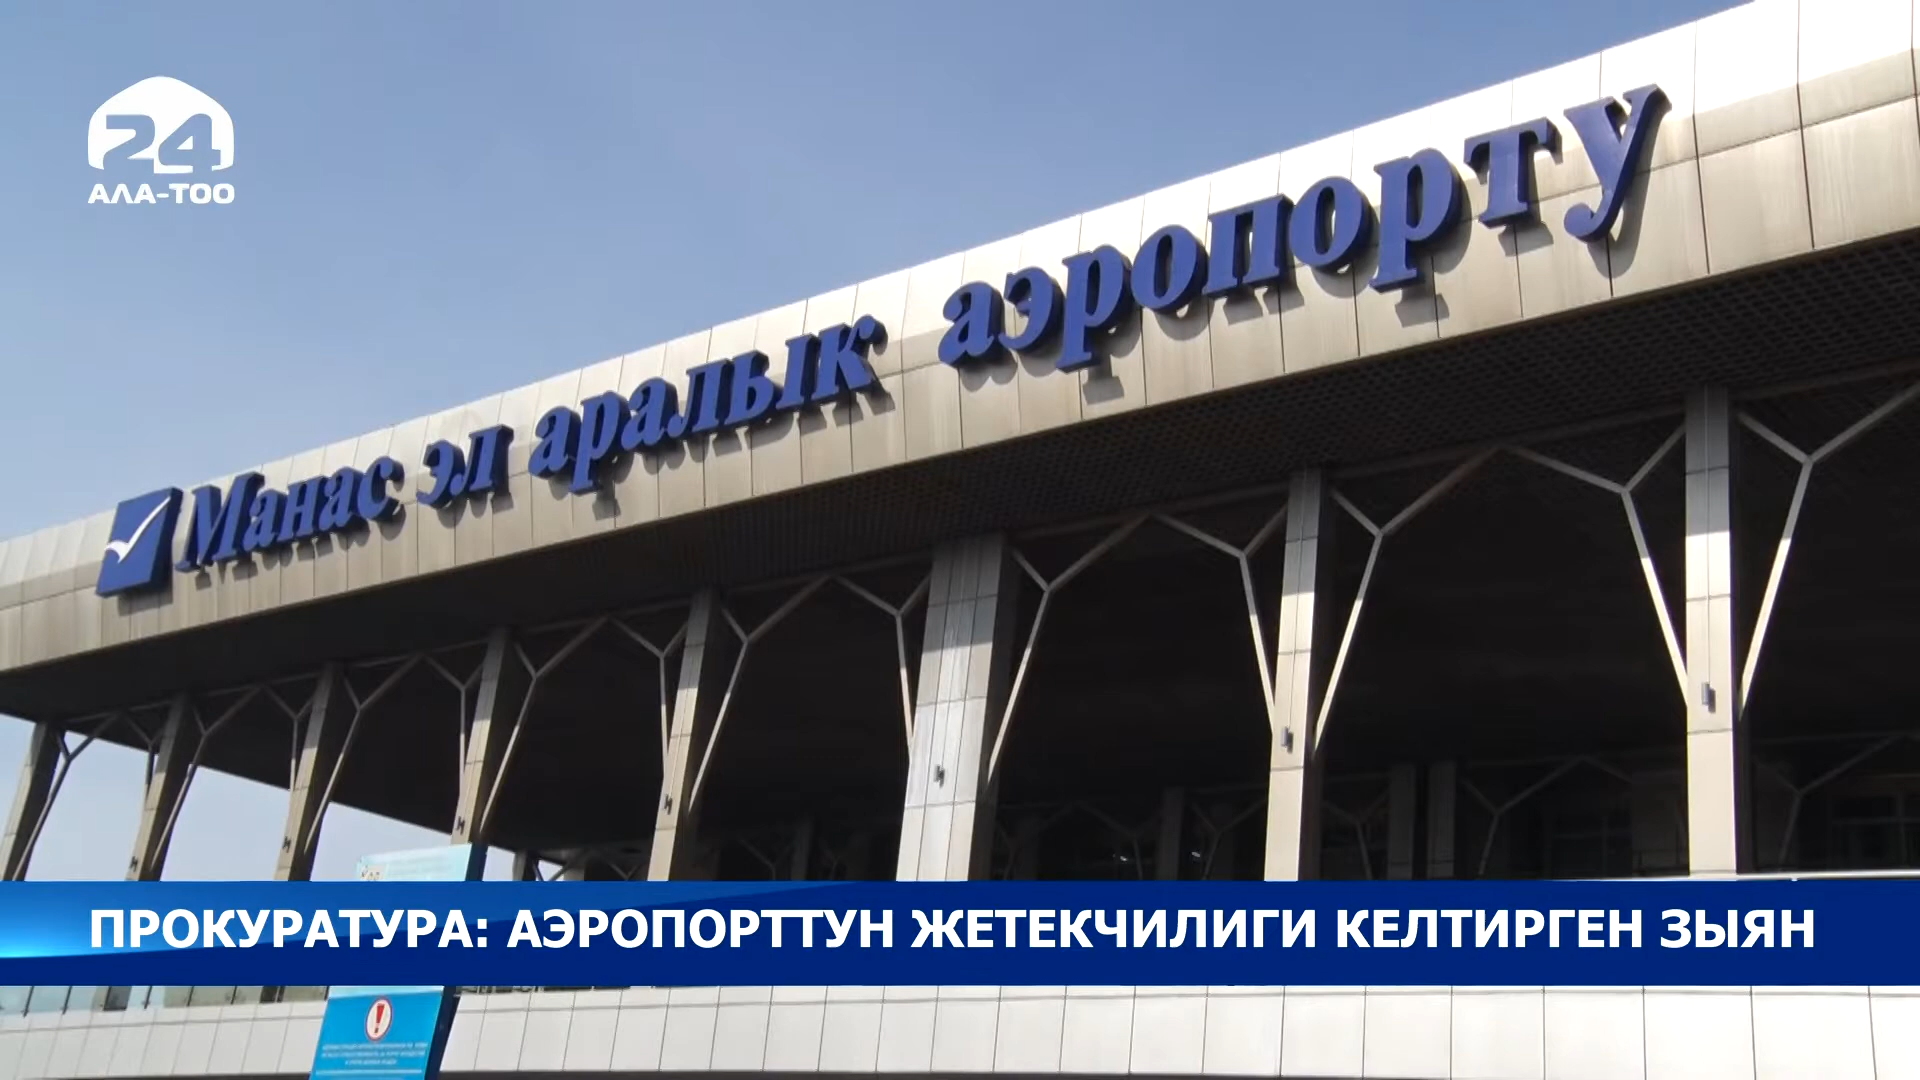 24
АЛА-ТОО
Манас эл аралык аэропорту
ПРОКУРАТУРА: АЭРОПОРТТУН ЖЕТЕКЧИЛИГИ КЕЛТИРГЕН ЗЫЯН